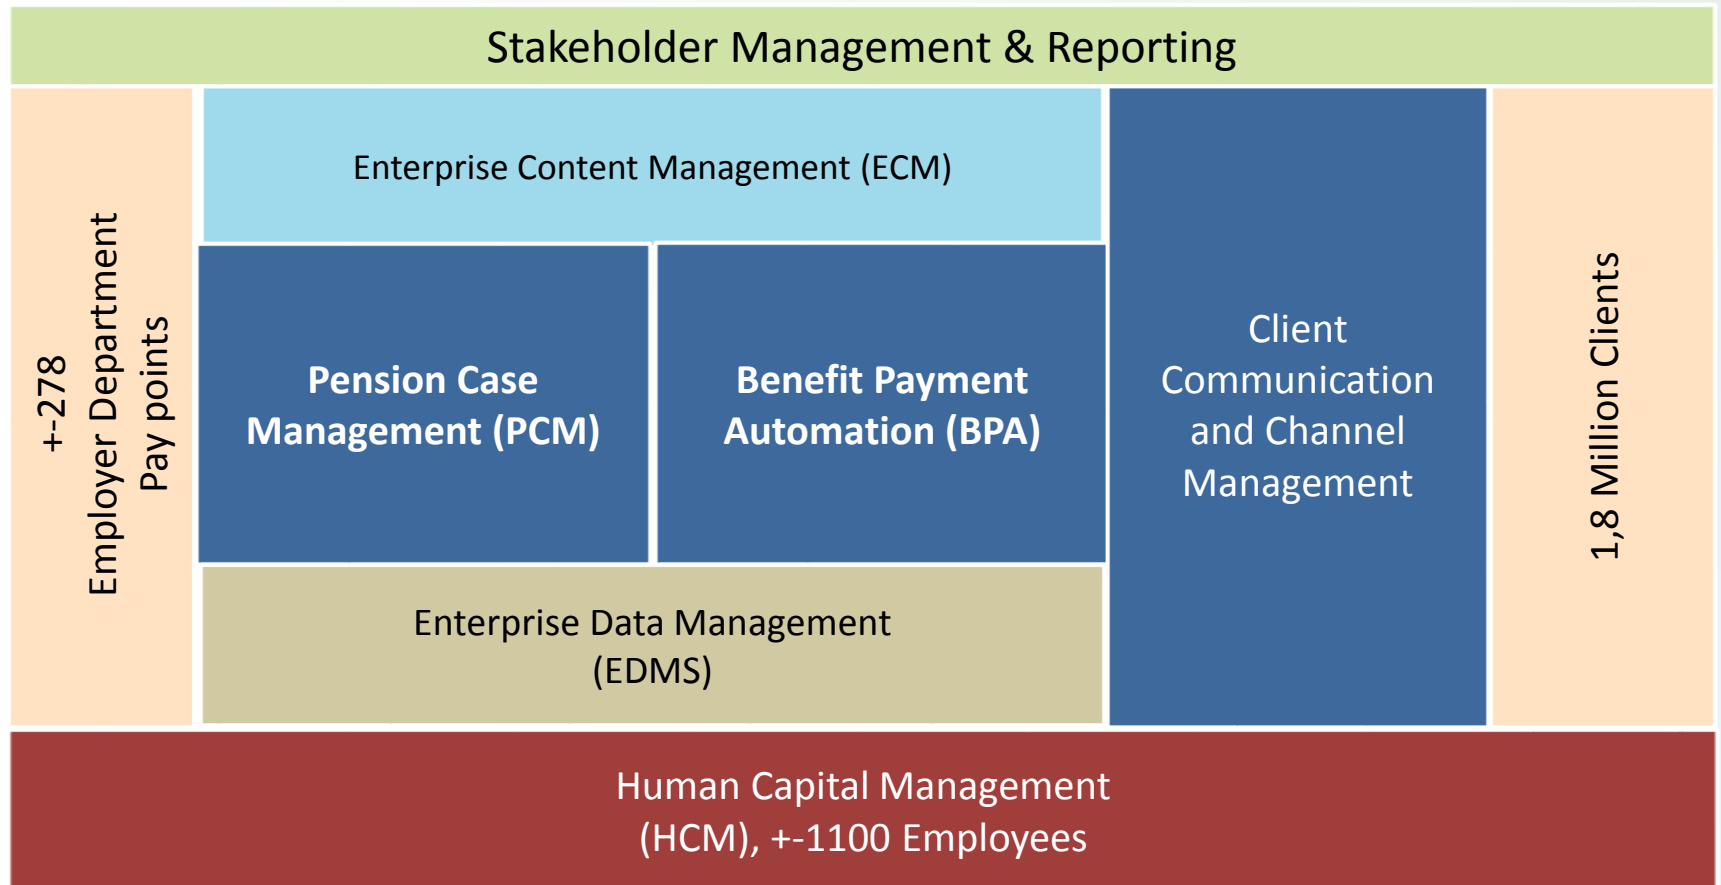 Stakeholder Management & Reporting
+-278
Employer Department
Pay points
Enterprise Content Management (ECM)
Pension Case
Management (PCM)
Benefit Payment
Automation (BPA)
Enterprise Data Management
(EDMS)
Client
Communication
and Channel
Management
1,8 Million Clients
Human Capital Management
(HCM), +-1100 Employees